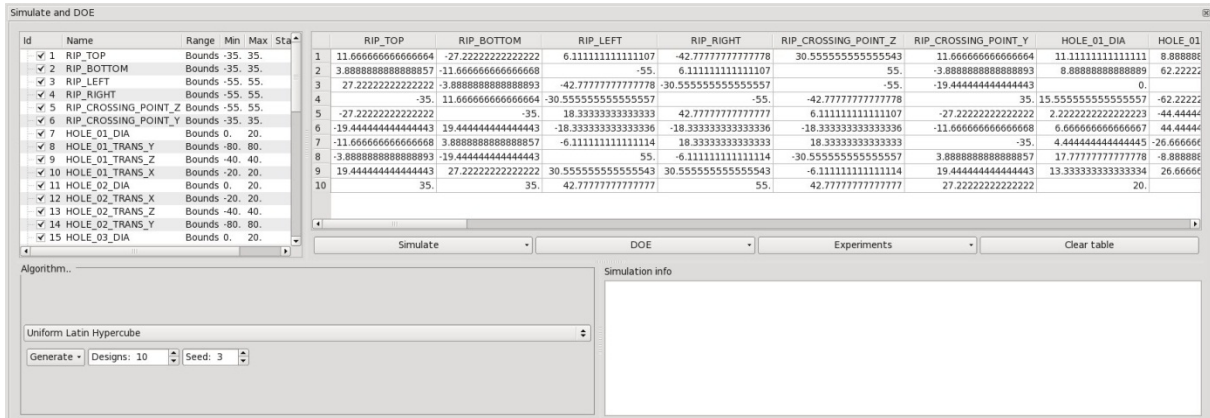 Simulate and DOE
Id Name Range Min Max Sta
1 RIP_TOP Bounds -35. 35.
2 RIP_BOTTOM Bounds -35. 35.
3 RIP_LEFT Bounds -55. 55.
4 RIP_RIGHT Bounds -55. 55.
5 RIP_CROSSING_POINT_Z Bounds -55. 55.
6 RIP_CROSSING_POINT_Y Bounds -35. 35.
7 HOLE_01_DIA Bounds 0. 20.
8 HOLE_01_TRANS_Y Bounds -80. 80.
9 HOLE_01_TRANS_Z Bounds -40. 40.
10 HOLE_01_TRANS_X Bounds -20. 20.
11 HOLE_02_DIA Bounds 0. 20.
12 HOLE_02_TRANS_X Bounds -20. 20.
13 HOLE_02_TRANS_Z Bounds -40. 40.
14 HOLE_02_TRANS_Y Bounds -80. 80.
15 HOLE_03_DIA Bounds 0. 20.
RIP_TOP RIP_BOTTOM RIP_LEFT RIP_RIGHT RIP_CROSSING_POINT_Z RIP_CROSSING_POINT_Y HOLE_01_DIA HOLE_01
1 11.666666666666664 -27.22222222222222 6.111111111111107 -42.77777777777778 30.555555555555543 11.666666666666664 11.11111111111111 8.888888
2 3.8888888888888857 -11.666666666666668 -55. 6.111111111111107 55. -3.8888888888888893 8.88888888888889 62.22222
3 27.22222222222222 -3.8888888888888893 -42.77777777777778 -30.555555555555557 -55. -19.444444444444443 0.
4 -35. 11.666666666666664 -30.555555555555557 -55. -42.77777777777778 35. 15.555555555555557 -62.22222
5 -27.22222222222222 -35. 18.33333333333333 42.77777777777777 6.111111111111107 -27.22222222222222 2.2222222222222223 -44.44444
6 -19.444444444444443 19.444444444444443 -18.333333333333336 -18.333333333333336 -18.333333333333336 -11.666666666666668 6.666666666666667 44.44444
7 -11.666666666666668 3.8888888888888857 -6.111111111111114 18.33333333333333 18.33333333333333 -35. 4.444444444444445 -26.666666
8 -3.8888888888888893 -19.444444444444443 55. -6.111111111111114 -30.555555555555557 3.8888888888888857 17.77777777777778 -8.888888
9 19.444444444444443 27.22222222222222 30.555555555555543 30.555555555555543 -6.111111111111114 19.444444444444443 13.333333333333334 26.66666
10 35. 35. 42.77777777777777 55. 42.77777777777777 27.22222222222222 20.
Simulate DOE Experiments Clear table
Algorithm..
Simulation info
Uniform Latin Hypercube
Generate Designs: 10 Seed: 3